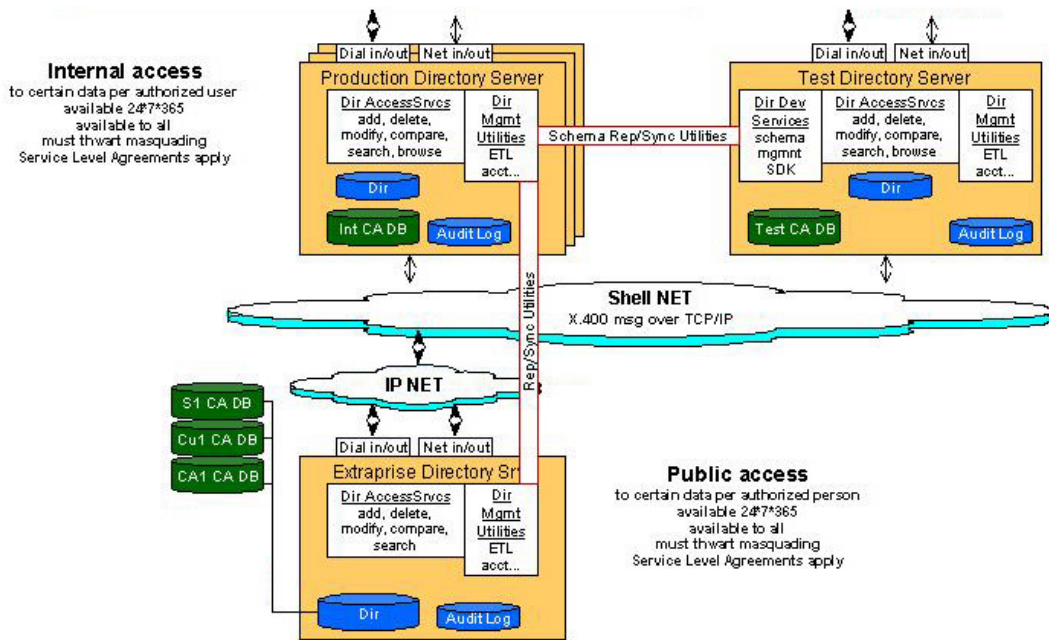 Internal access
to certain data per authorized user
available 24*7*365
available to all
must thwart masquading
Service Level Agreements apply
Dial in/out
Net in/out
Production Directory Server
Dir AccessSrvcs
add, delete,
modify, compare,
search, browse
Dir
Mgmt
Utilities
ETL
acct...
Dir
Int CA DB
Audit Log
Schema Rep/Sync Utilities
Dial in/out
Net in/out
Test Directory Server
Dir Dev
Services
schema
mgmnt
SDK
Dir AccessSrvcs
add, delete,
modify, compare,
search, browse
Dir
Mgmt
Utilities
ETL
acct...
Dir
Test CA DB
Audit Log
Shell NET
X.400 msg over TCP/IP
Rep/Sync Utilities
IP NET
S1 CA DB
Cu1 CA DB
CA1 CA DB
Dial in/out
Net in/out
Extraprise Directory Srv
Dir AccessSrvcs
add, delete,
modify, compare,
search
Dir
Mgmt
Utilities
ETL
acct...
Dir
Audit Log
Public access
to certain data per authorized person
available 24*7*365
available to all
must thwart masquading
Service Level Agreements apply